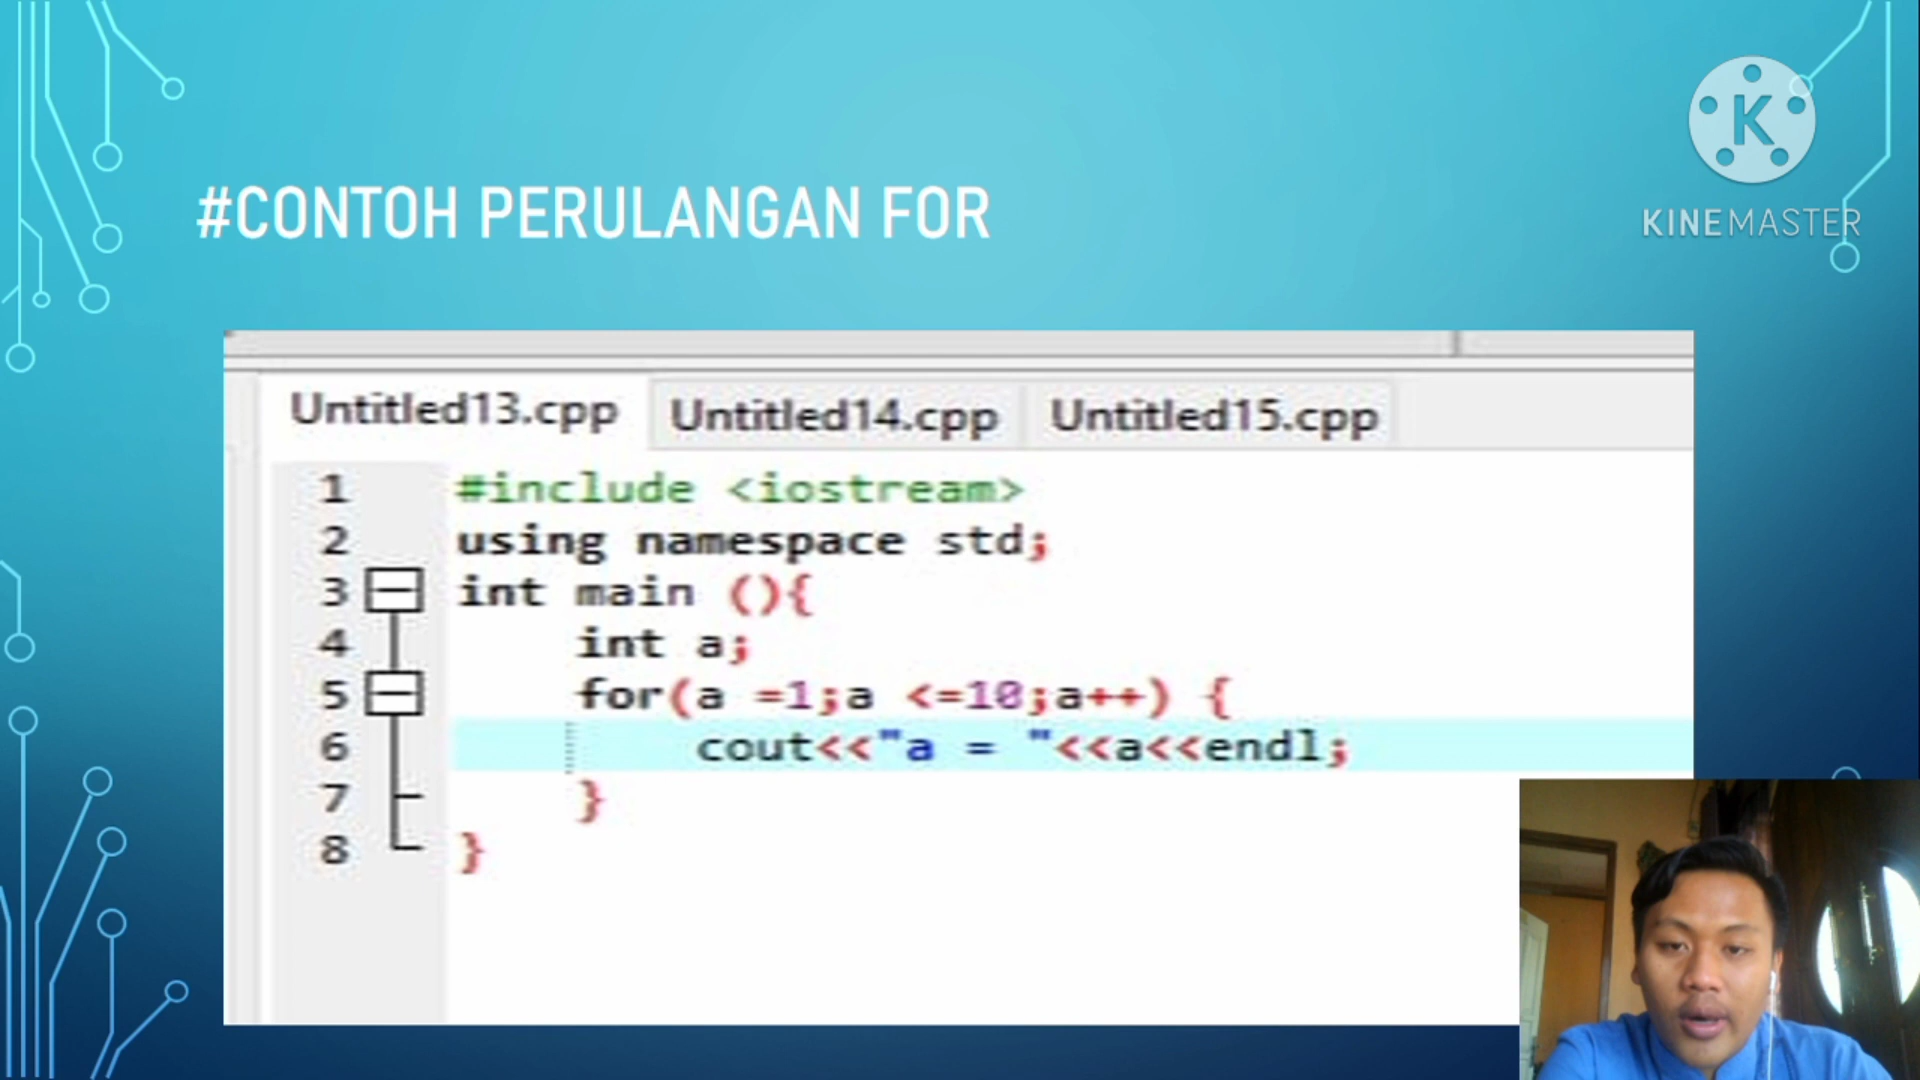 #CONTOH PERULANGAN FOR
KINEMASTER
Untitled13.cpp Untitled14.cpp Untitled15.cpp
1 #include <iostream>
2 using namespace std;
3 int main (){
4 int a;
5 for(a =1;a <=10;a++) {
6 cout<<"a = "<<a<<endl;
7 }
8 }